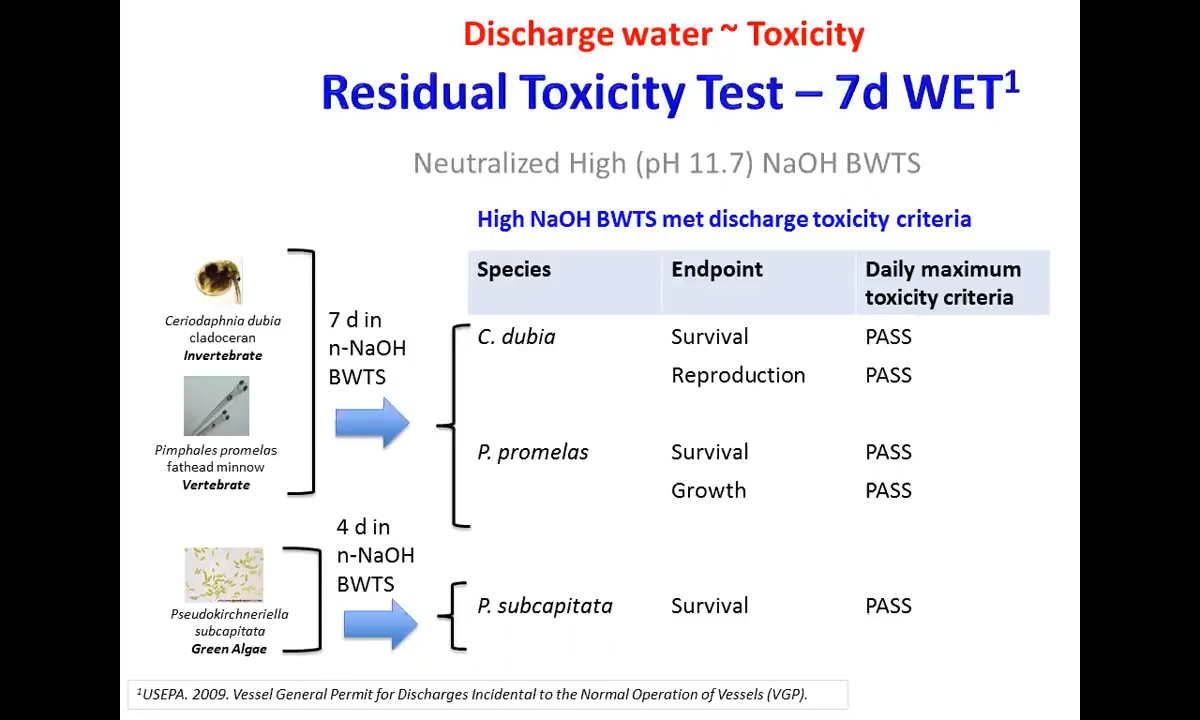 Discharge water ~ Toxicity
Residual Toxicity Test – 7d WET¹
Neutralized High (pH 11.7) NaOH BWTS
High NaOH BWTS met discharge toxicity criteria
Ceriodaphnia dubia
cladoceran
Invertebrate
Pimphales promelas
fathead minnow
Vertebrate
7 d in
n-NaOH
BWTS
Pseudokirchneriella
subcapitata
Green Algae
4 d in
n-NaOH
BWTS
Species Endpoint Daily maximum
toxicity criteria
C. dubia Survival PASS
Reproduction PASS
P. promelas Survival PASS
Growth PASS
P. subcapitata Survival PASS
¹USEPA. 2009. Vessel General Permit for Discharges Incidental to the Normal Operation of Vessels (VGP).